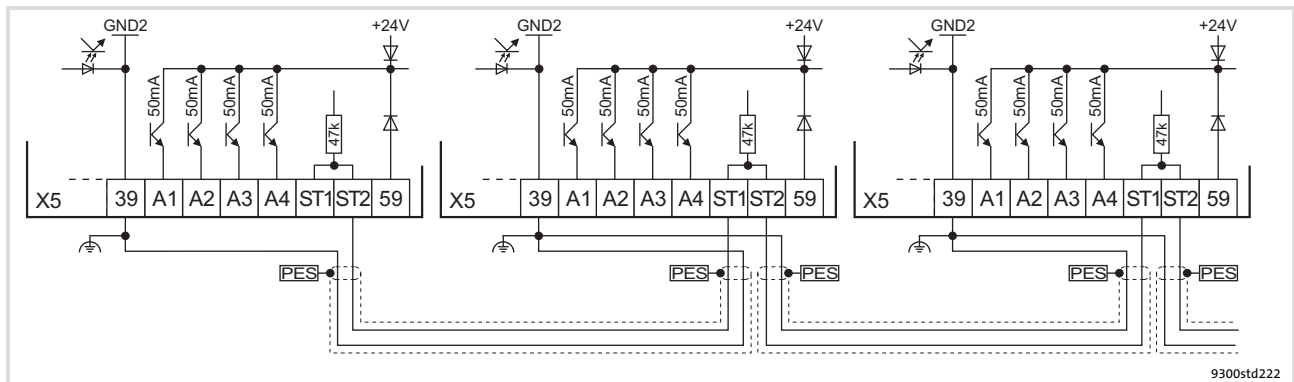 GND2 +24V GND2 +24V GND2 +24V
50mA 50mA 50mA 50mA 50mA 50mA 50mA 50mA 50mA 50mA 50mA 50mA
47k 47k 47k
X5 39 A1 A2 A3 A4 ST1 ST2 59 X5 39 A1 A2 A3 A4 ST1 ST2 59 X5 39 A1 A2 A3 A4 ST1 ST2 59
PES PES PES PES PES
9300std222